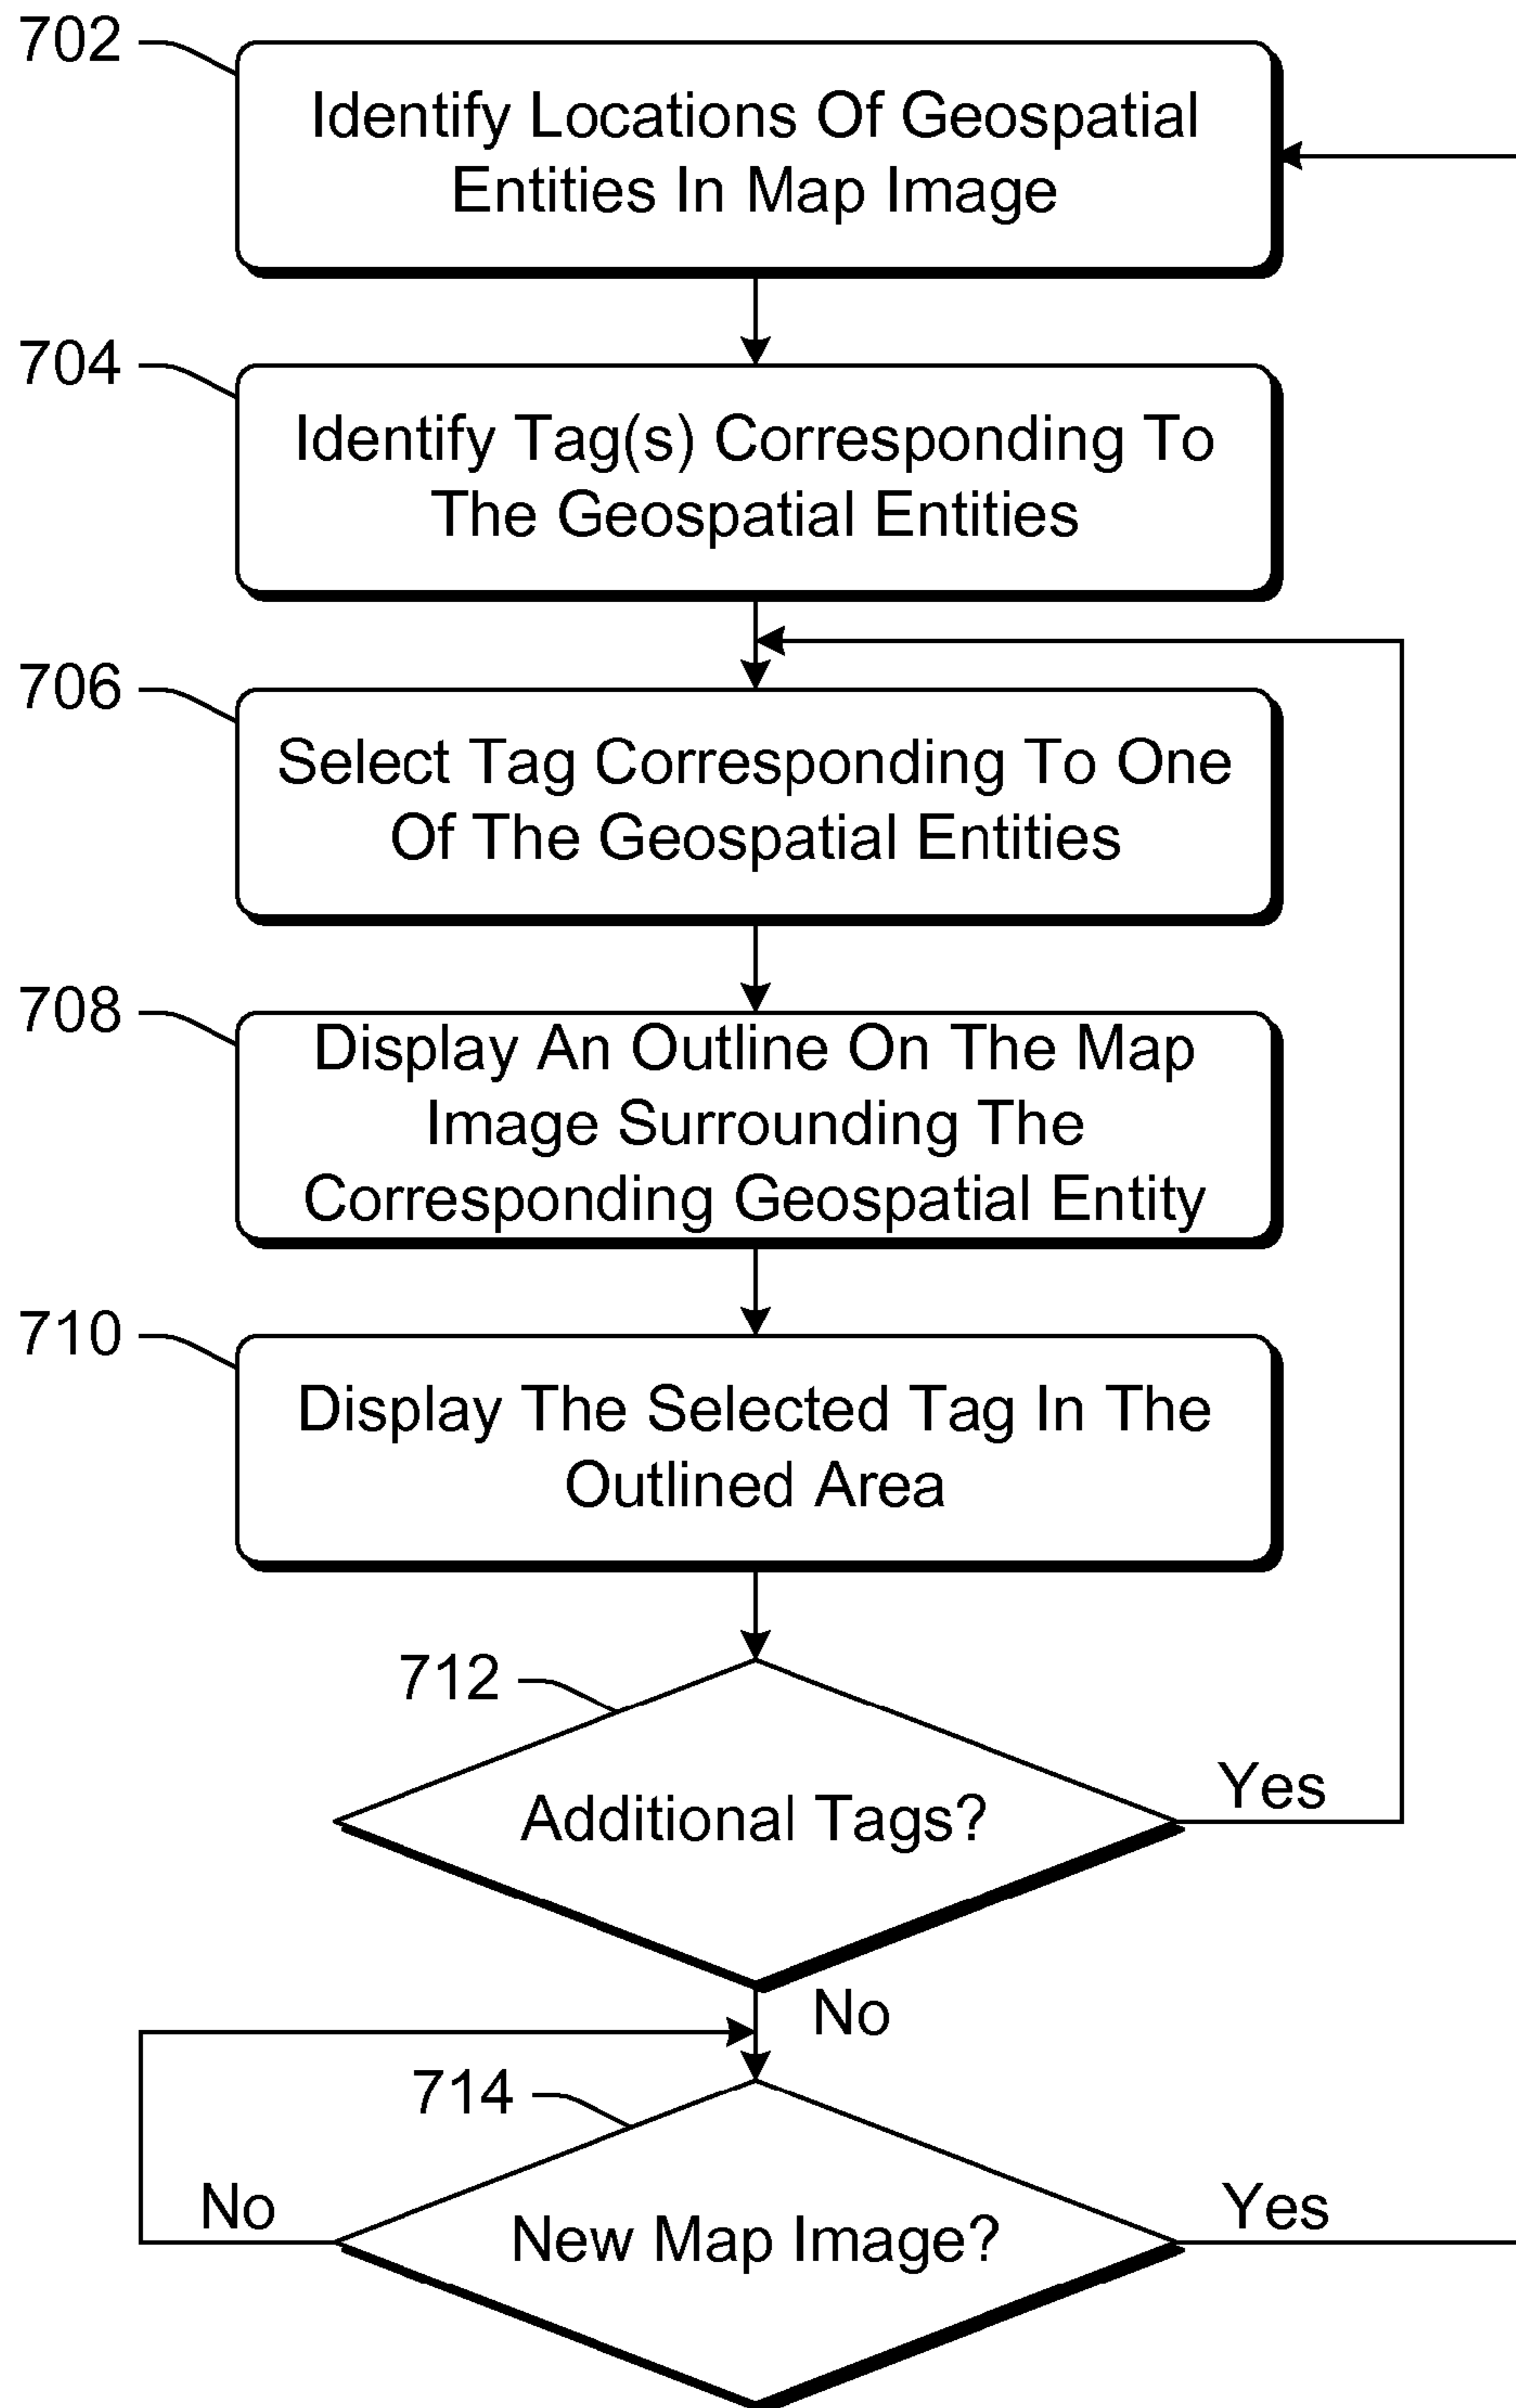 702
Identify Locations Of Geospatial
Entities In Map Image
704
Identify Tag(s) Corresponding To
The Geospatial Entities
706
Select Tag Corresponding To One
Of The Geospatial Entities
708
Display An Outline On The Map
Image Surrounding The
Corresponding Geospatial Entity
710
Display The Selected Tag In The
Outlined Area
712
Additional Tags?
Yes
No
714
New Map Image?
No
Yes